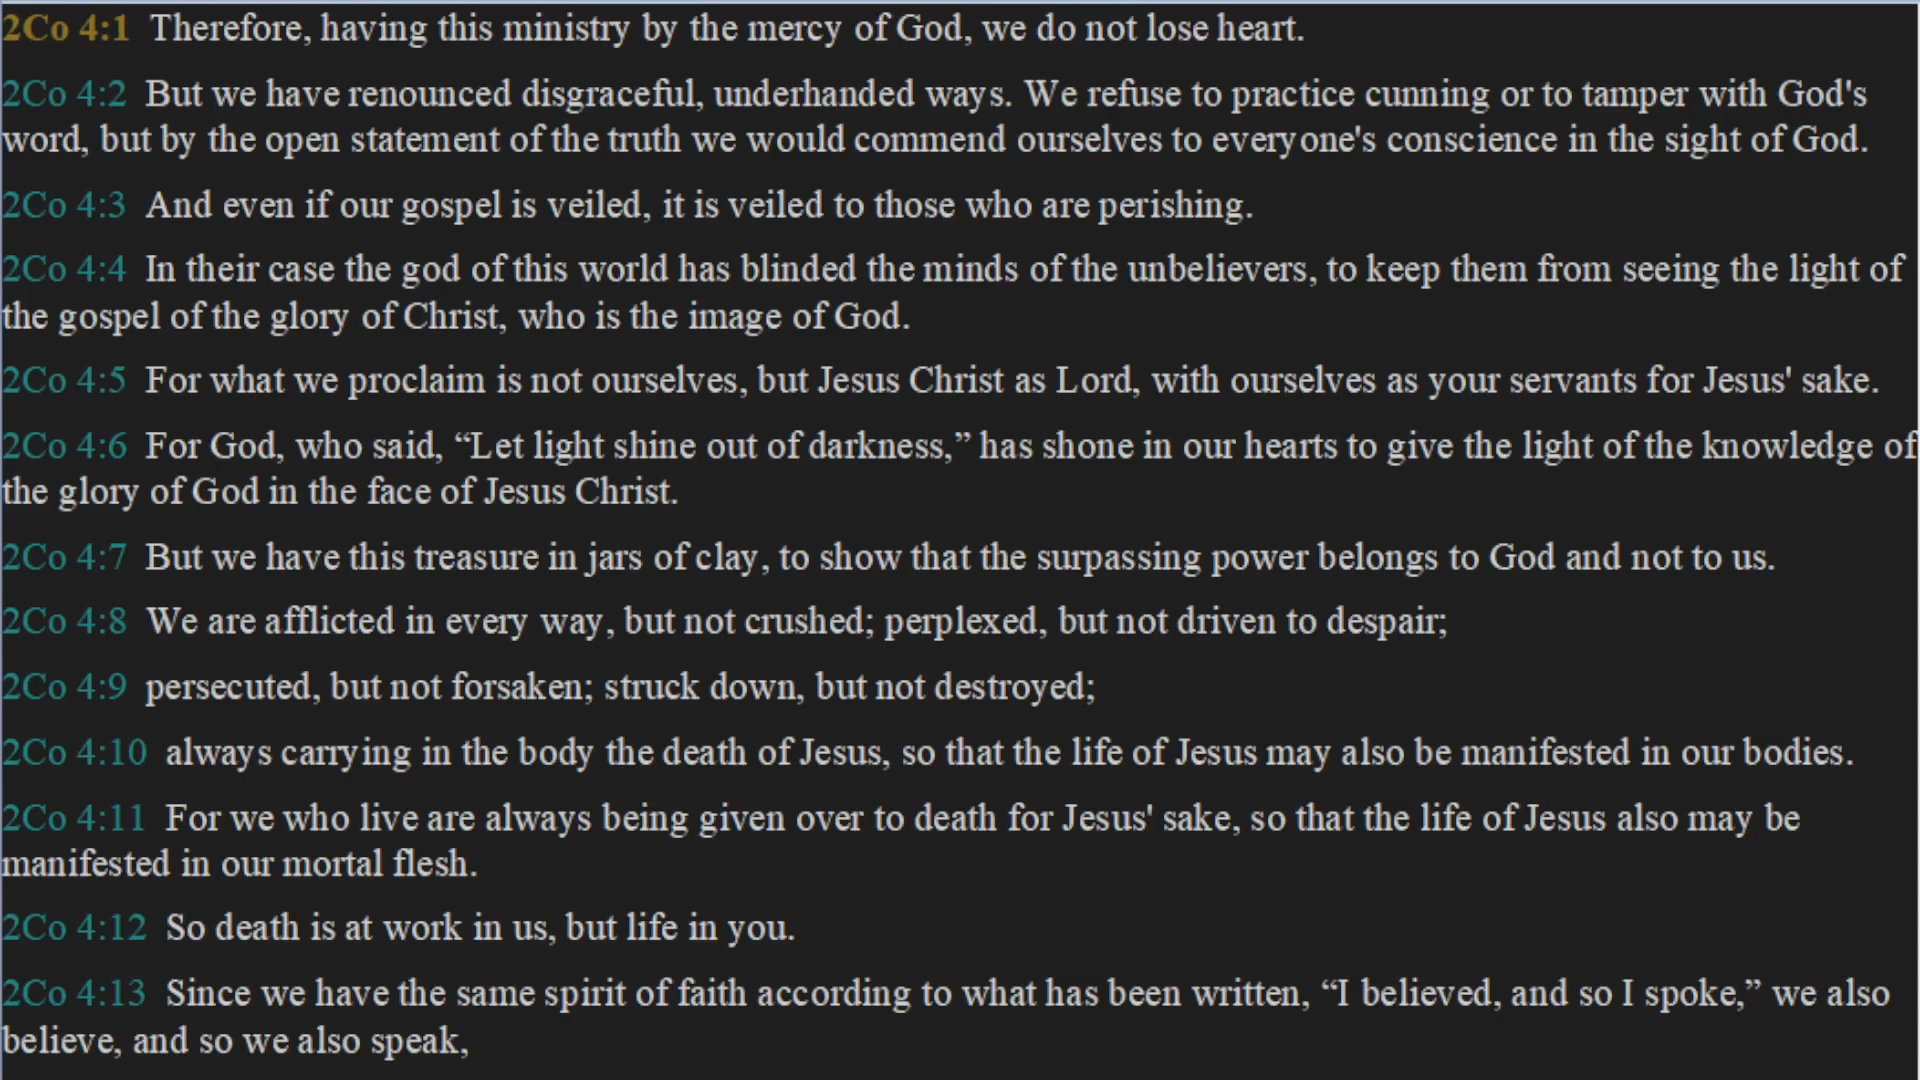 2Co 4:1 Therefore, having this ministry by the mercy of God, we do not lose heart.
2Co 4:2 But we have renounced disgraceful, underhanded ways. We refuse to practice cunning or to tamper with God's
word, but by the open statement of the truth we would commend ourselves to everyone's conscience in the sight of God.
2Co 4:3 And even if our gospel is veiled, it is veiled to those who are perishing.
2Co 4:4 In their case the god of this world has blinded the minds of the unbelievers, to keep them from seeing the light of
the gospel of the glory of Christ, who is the image of God.
2Co 4:5 For what we proclaim is not ourselves, but Jesus Christ as Lord, with ourselves as your servants for Jesus' sake.
2Co 4:6 For God, who said, “Let light shine out of darkness,” has shone in our hearts to give the light of the knowledge of
the glory of God in the face of Jesus Christ.
2Co 4:7 But we have this treasure in jars of clay, to show that the surpassing power belongs to God and not to us.
2Co 4:8 We are afflicted in every way, but not crushed; perplexed, but not driven to despair;
2Co 4:9 persecuted, but not forsaken; struck down, but not destroyed;
2Co 4:10 always carrying in the body the death of Jesus, so that the life of Jesus may also be manifested in our bodies.
2Co 4:11 For we who live are always being given over to death for Jesus' sake, so that the life of Jesus also may be
manifested in our mortal flesh.
2Co 4:12 So death is at work in us, but life in you.
2Co 4:13 Since we have the same spirit of faith according to what has been written, “I believed, and so I spoke,” we also
believe, and so we also speak,